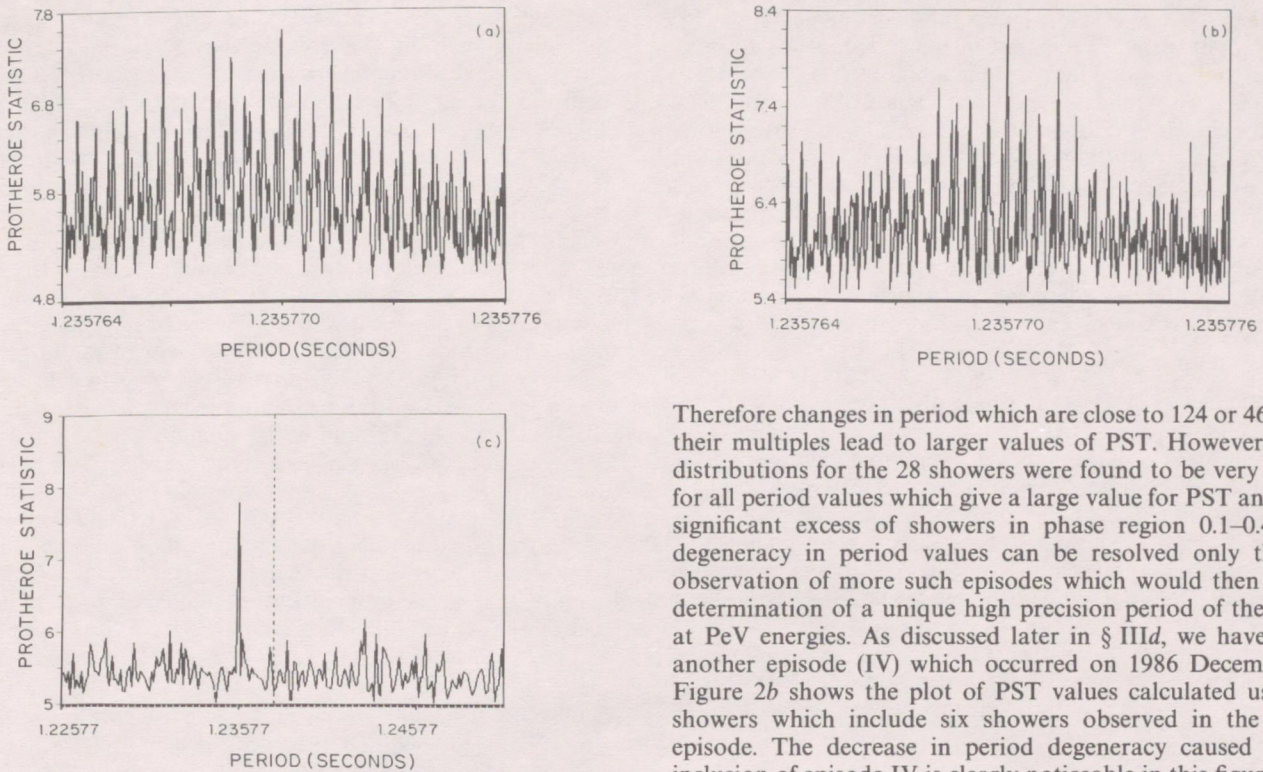 7.8
(a)
6.8
5.8
4.8
PROTHEROE STATISTIC
1.235764 1.235770 1.235776
PERIOD (SECONDS)
8.4
(b)
7.4
6.4
5.4
PROTHEROE STATISTIC
1.235764 1.235770 1.235776
PERIOD (SECONDS)
9
(c)
8
7
6
5
PROTHEROE STATISTIC
1.22577 1.23577 1.24577
PERIOD (SECONDS)
Therefore changes in period which are close to 124 or 46
their multiples lead to larger values of PST. However
distributions for the 28 showers were found to be very
for all period values which give a large value for PST an
significant excess of showers in phase region 0.1–0.4
degeneracy in period values can be resolved only t
observation of more such episodes which would then
determination of a unique high precision period of the
at PeV energies. As discussed later in § IIId, we have
another episode (IV) which occurred on 1986 Decem
Figure 2b shows the plot of PST values calculated u
showers which include six showers observed in the
episode. The decrease in period degeneracy caused
inclusion of episode IV is clearly noticeable in this figu